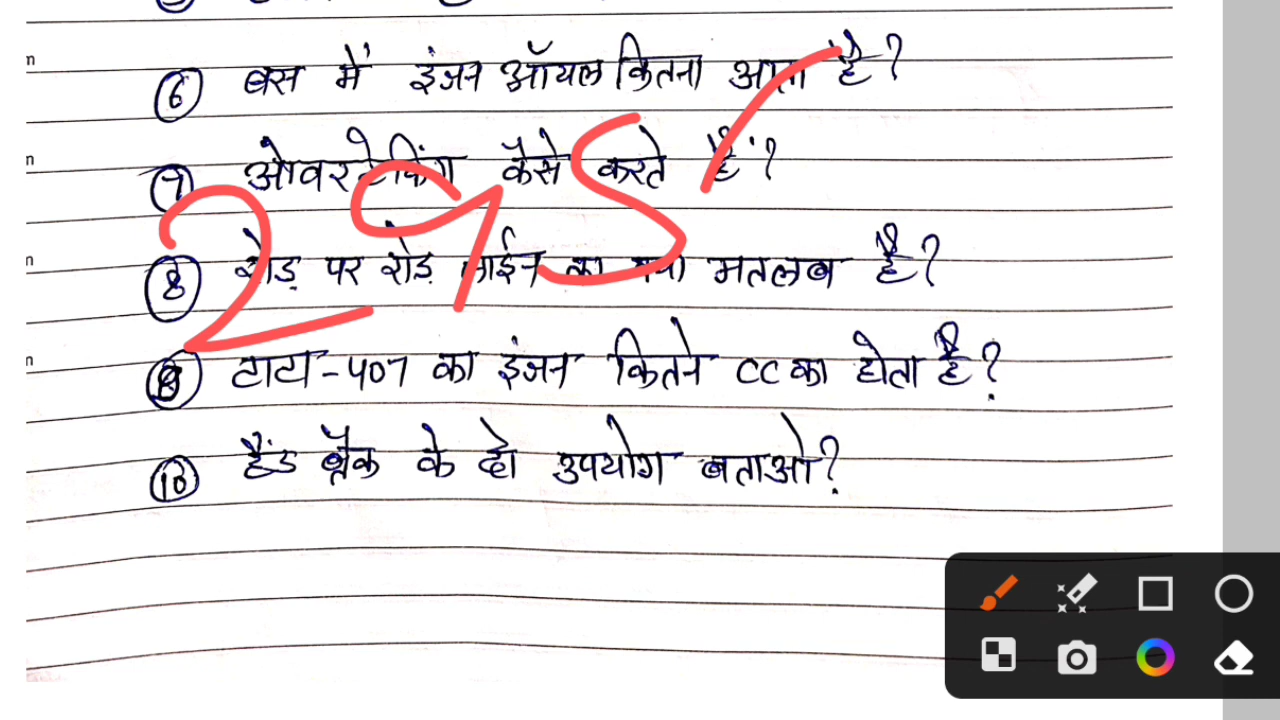 ⑥ बस में इंजन ऑयल कितना आता है?
⑦ ओवरटेकिंग कैसे करते हैं?
⑧ रोड़ पर रोड़ लाईन का क्या मतलब है?
⑨ टाटा-407 का इंजन कितने CC का होता है?
⑩ हैंड ब्रैक के दो उपयोग बताओ?
295